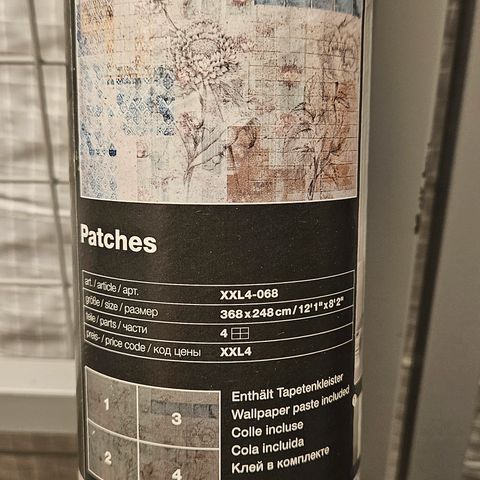 Patches
art. / article / арт. XXL4-068
größe / size / размер 368 x 248 cm / 12'1" x 8'2"
teile / parts / части 4
preis- / price code / код цены XXL4
1 3
2 4
Enthält Tapetenkleister
Wallpaper paste included
Colle incluse
Cola incluida
Клей в комплекте